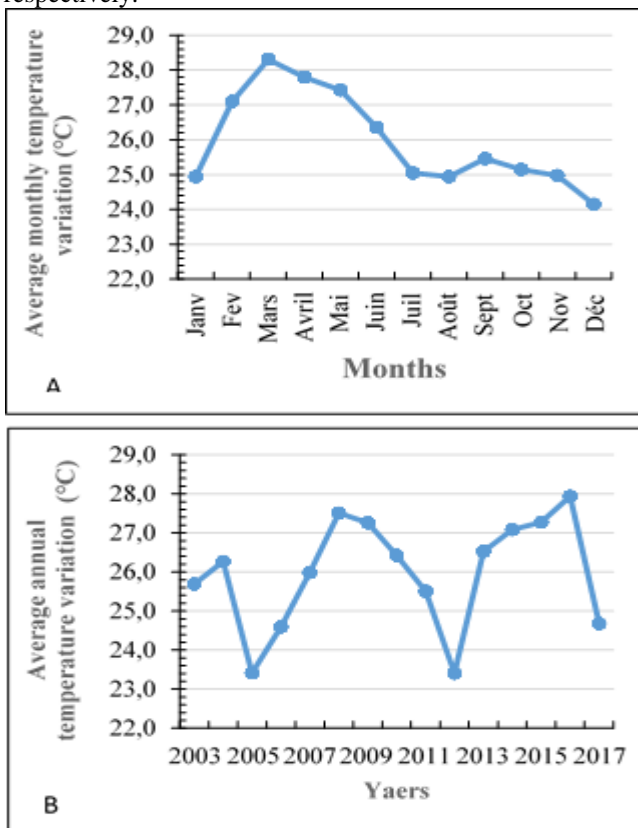 respectively.
Average monthly temperature
variation (°C)
29,0
28,0
27,0
26,0
25,0
24,0
23,0
22,0
Janv
Fev
Mars
Avril
Mai
Juin
Juil
Août
Sept
Oct
Nov
Déc
Months
A
Average annual
temperature variation (°C)
29,0
28,0
27,0
26,0
25,0
24,0
23,0
22,0
2003 2005 2007 2009 2011 2013 2015 2017
Yaers
B